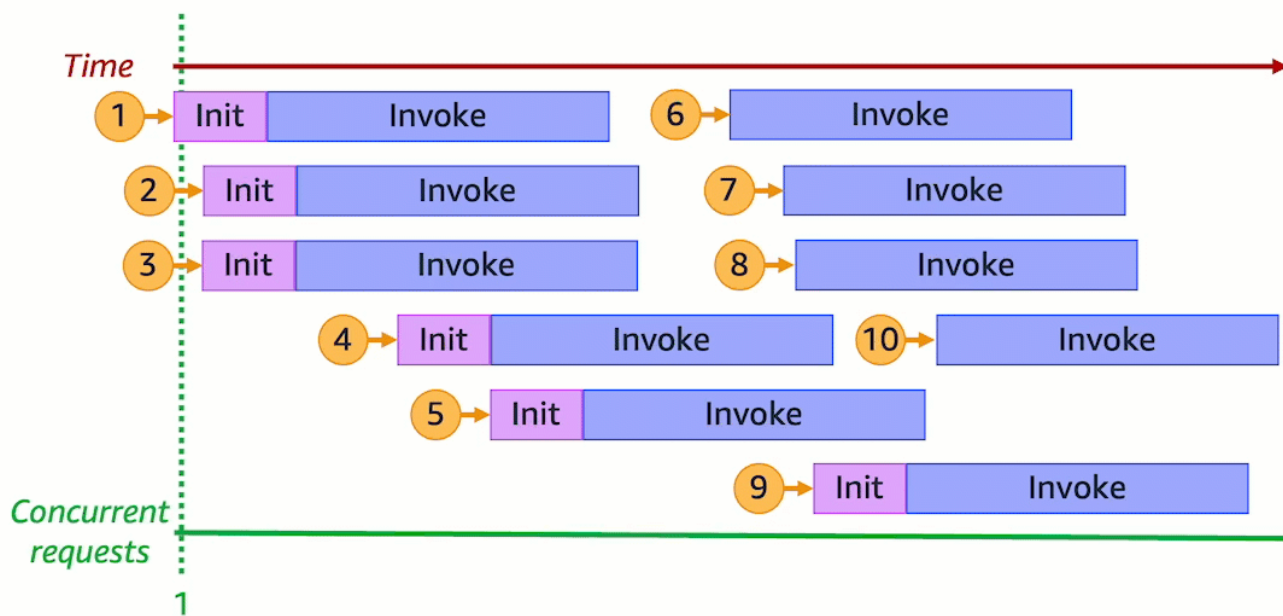 Time
1 Init Invoke 6 Invoke
2 Init Invoke 7 Invoke
3 Init Invoke 8 Invoke
4 Init Invoke 10 Invoke
5 Init Invoke
9 Init Invoke
Concurrent
requests
1